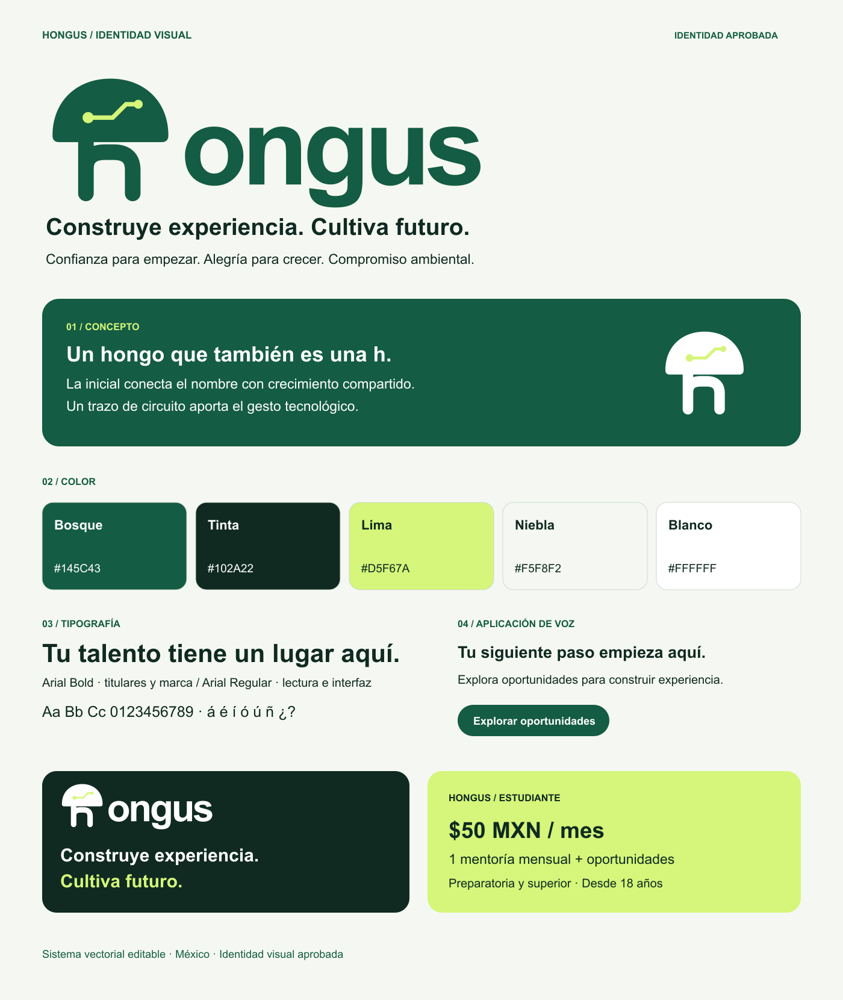 HONGUS / IDENTIDAD VISUAL
IDENTIDAD APROBADA
hongus
Construye experiencia. Cultiva futuro.
Confianza para empezar. Alegría para crecer. Compromiso ambiental.
01 / CONCEPTO
Un hongo que también es una h.
La inicial conecta el nombre con crecimiento compartido.
Un trazo de circuito aporta el gesto tecnológico.
h
02 / COLOR
Bosque
#145C43
Tinta
#102A22
Lima
#D5F67A
Niebla
#F5F8F2
Blanco
#FFFFFF
03 / TIPOGRAFÍA
Tu talento tiene un lugar aquí.
Arial Bold · titulares y marca / Arial Regular · lectura e interfaz
Aa Bb Cc 0123456789 · á é í ó ú ñ ¿?
04 / APLICACIÓN DE VOZ
Tu siguiente paso empieza aquí.
Explora oportunidades para construir experiencia.
Explorar oportunidades
hongus
Construye experiencia.
Cultiva futuro.
HONGUS / ESTUDIANTE
$50 MXN / mes
1 mentoría mensual + oportunidades
Preparatoria y superior · Desde 18 años
Sistema vectorial editable · México · Identidad visual aprobada